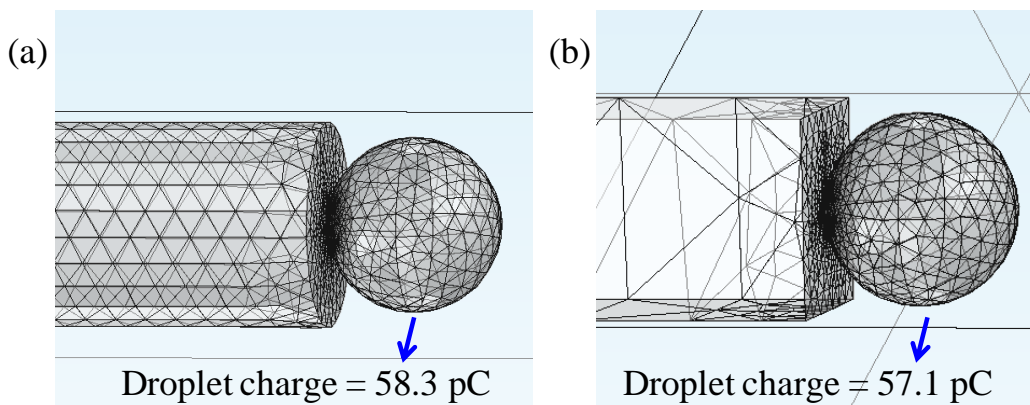 (a)
(b)
Droplet charge = 58.3 pC
Droplet charge = 57.1 pC